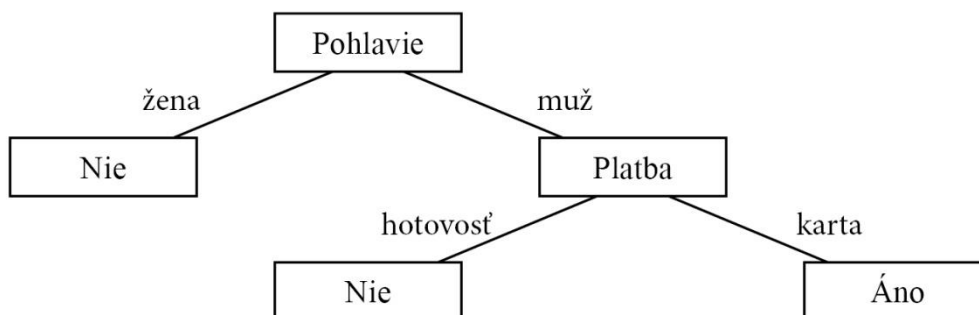 Pohlavie
žena
muž
Nie
Platba
hotovosť
karta
Nie
Áno